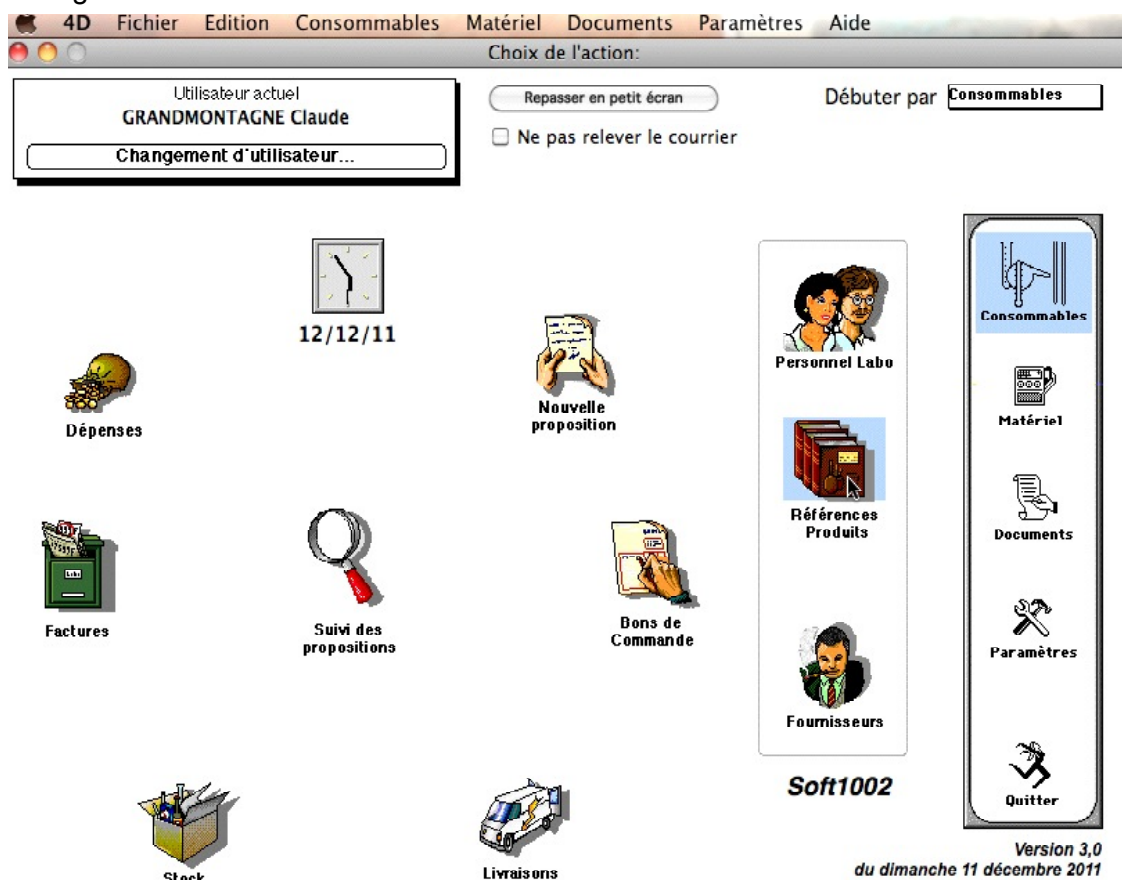 4D Fichier Edition Consommables Matériel Documents Paramètres Aide
Choix de l'action:
Utilisateur actuel
GRANDMONTAGNE Claude
Changement d'utilisateur...
Repasser en petit écran
Ne pas relever le courrier
Débuter par Consommables
12/12/11
Dépenses
Nouvelle
proposition
Factures
Suivi des
propositions
Bons de
Commande
Stock
Livraisons
Personnel Labo
Références
Produits
Fournisseurs
Soft1002
Consommables
Matériel
Documents
Paramètres
Quitter
Version 3,0
du dimanche 11 décembre 2011